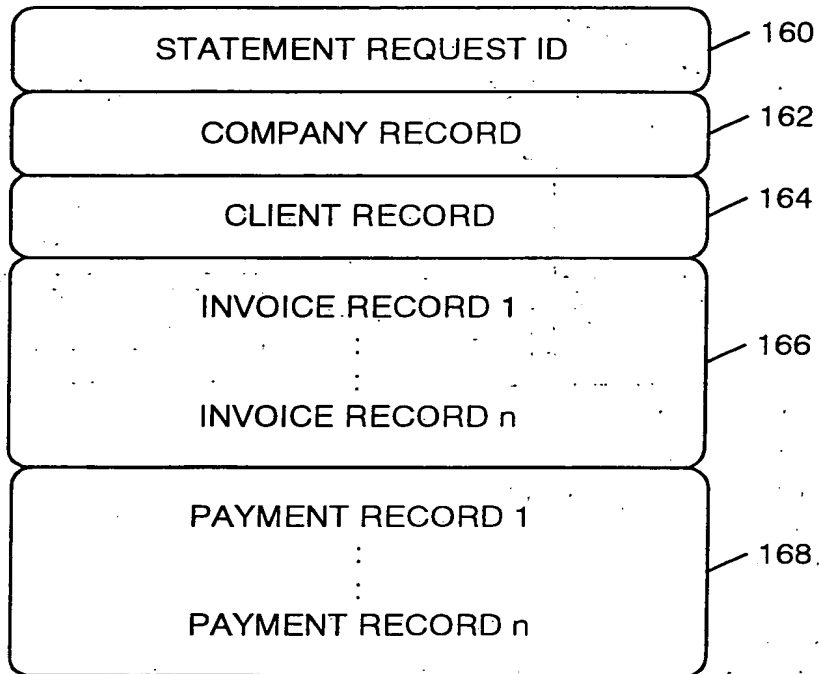 STATEMENT REQUEST ID
160
COMPANY RECORD
162
CLIENT RECORD
164
INVOICE RECORD 1
166
INVOICE RECORD n
PAYMENT RECORD 1
168
PAYMENT RECORD n